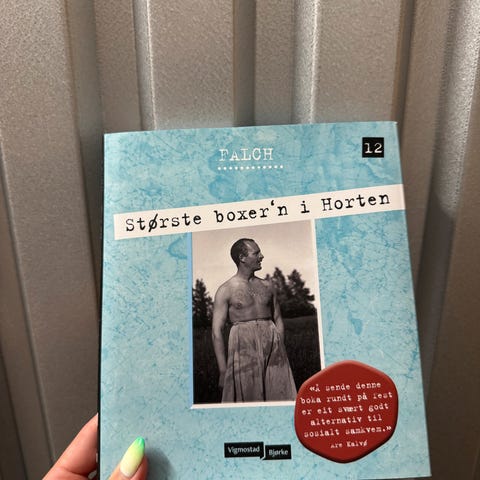 FALCH
12
Største boxer'n i Horten
«Å sende denne
boka rundt på fest
er eit svært godt
alternativ til
sosialt samkvem.»
Are Kalvø
Vigmostad Bjørke